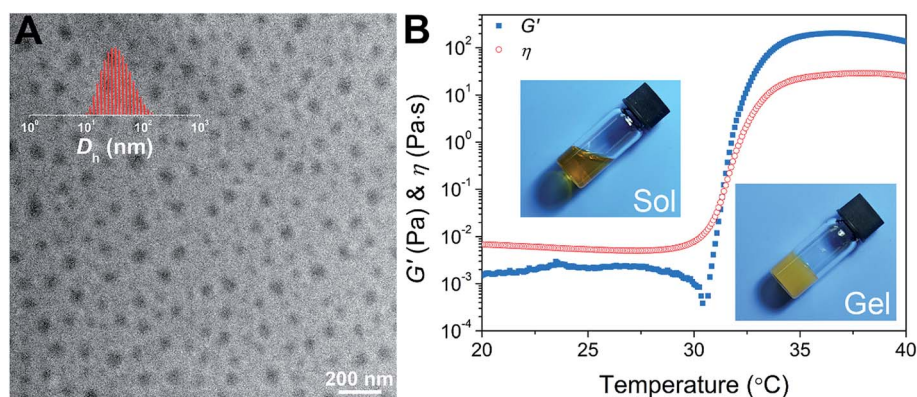 A
10⁰ 10¹ 10² 10³
Dₕ (nm)
200 nm
B
G′
η
G′ (Pa) & η (Pa·s)
10²
10¹
10⁰
10⁻¹
10⁻²
10⁻³
10⁻⁴
Sol
Gel
20 25 30 35 40
Temperature (°C)